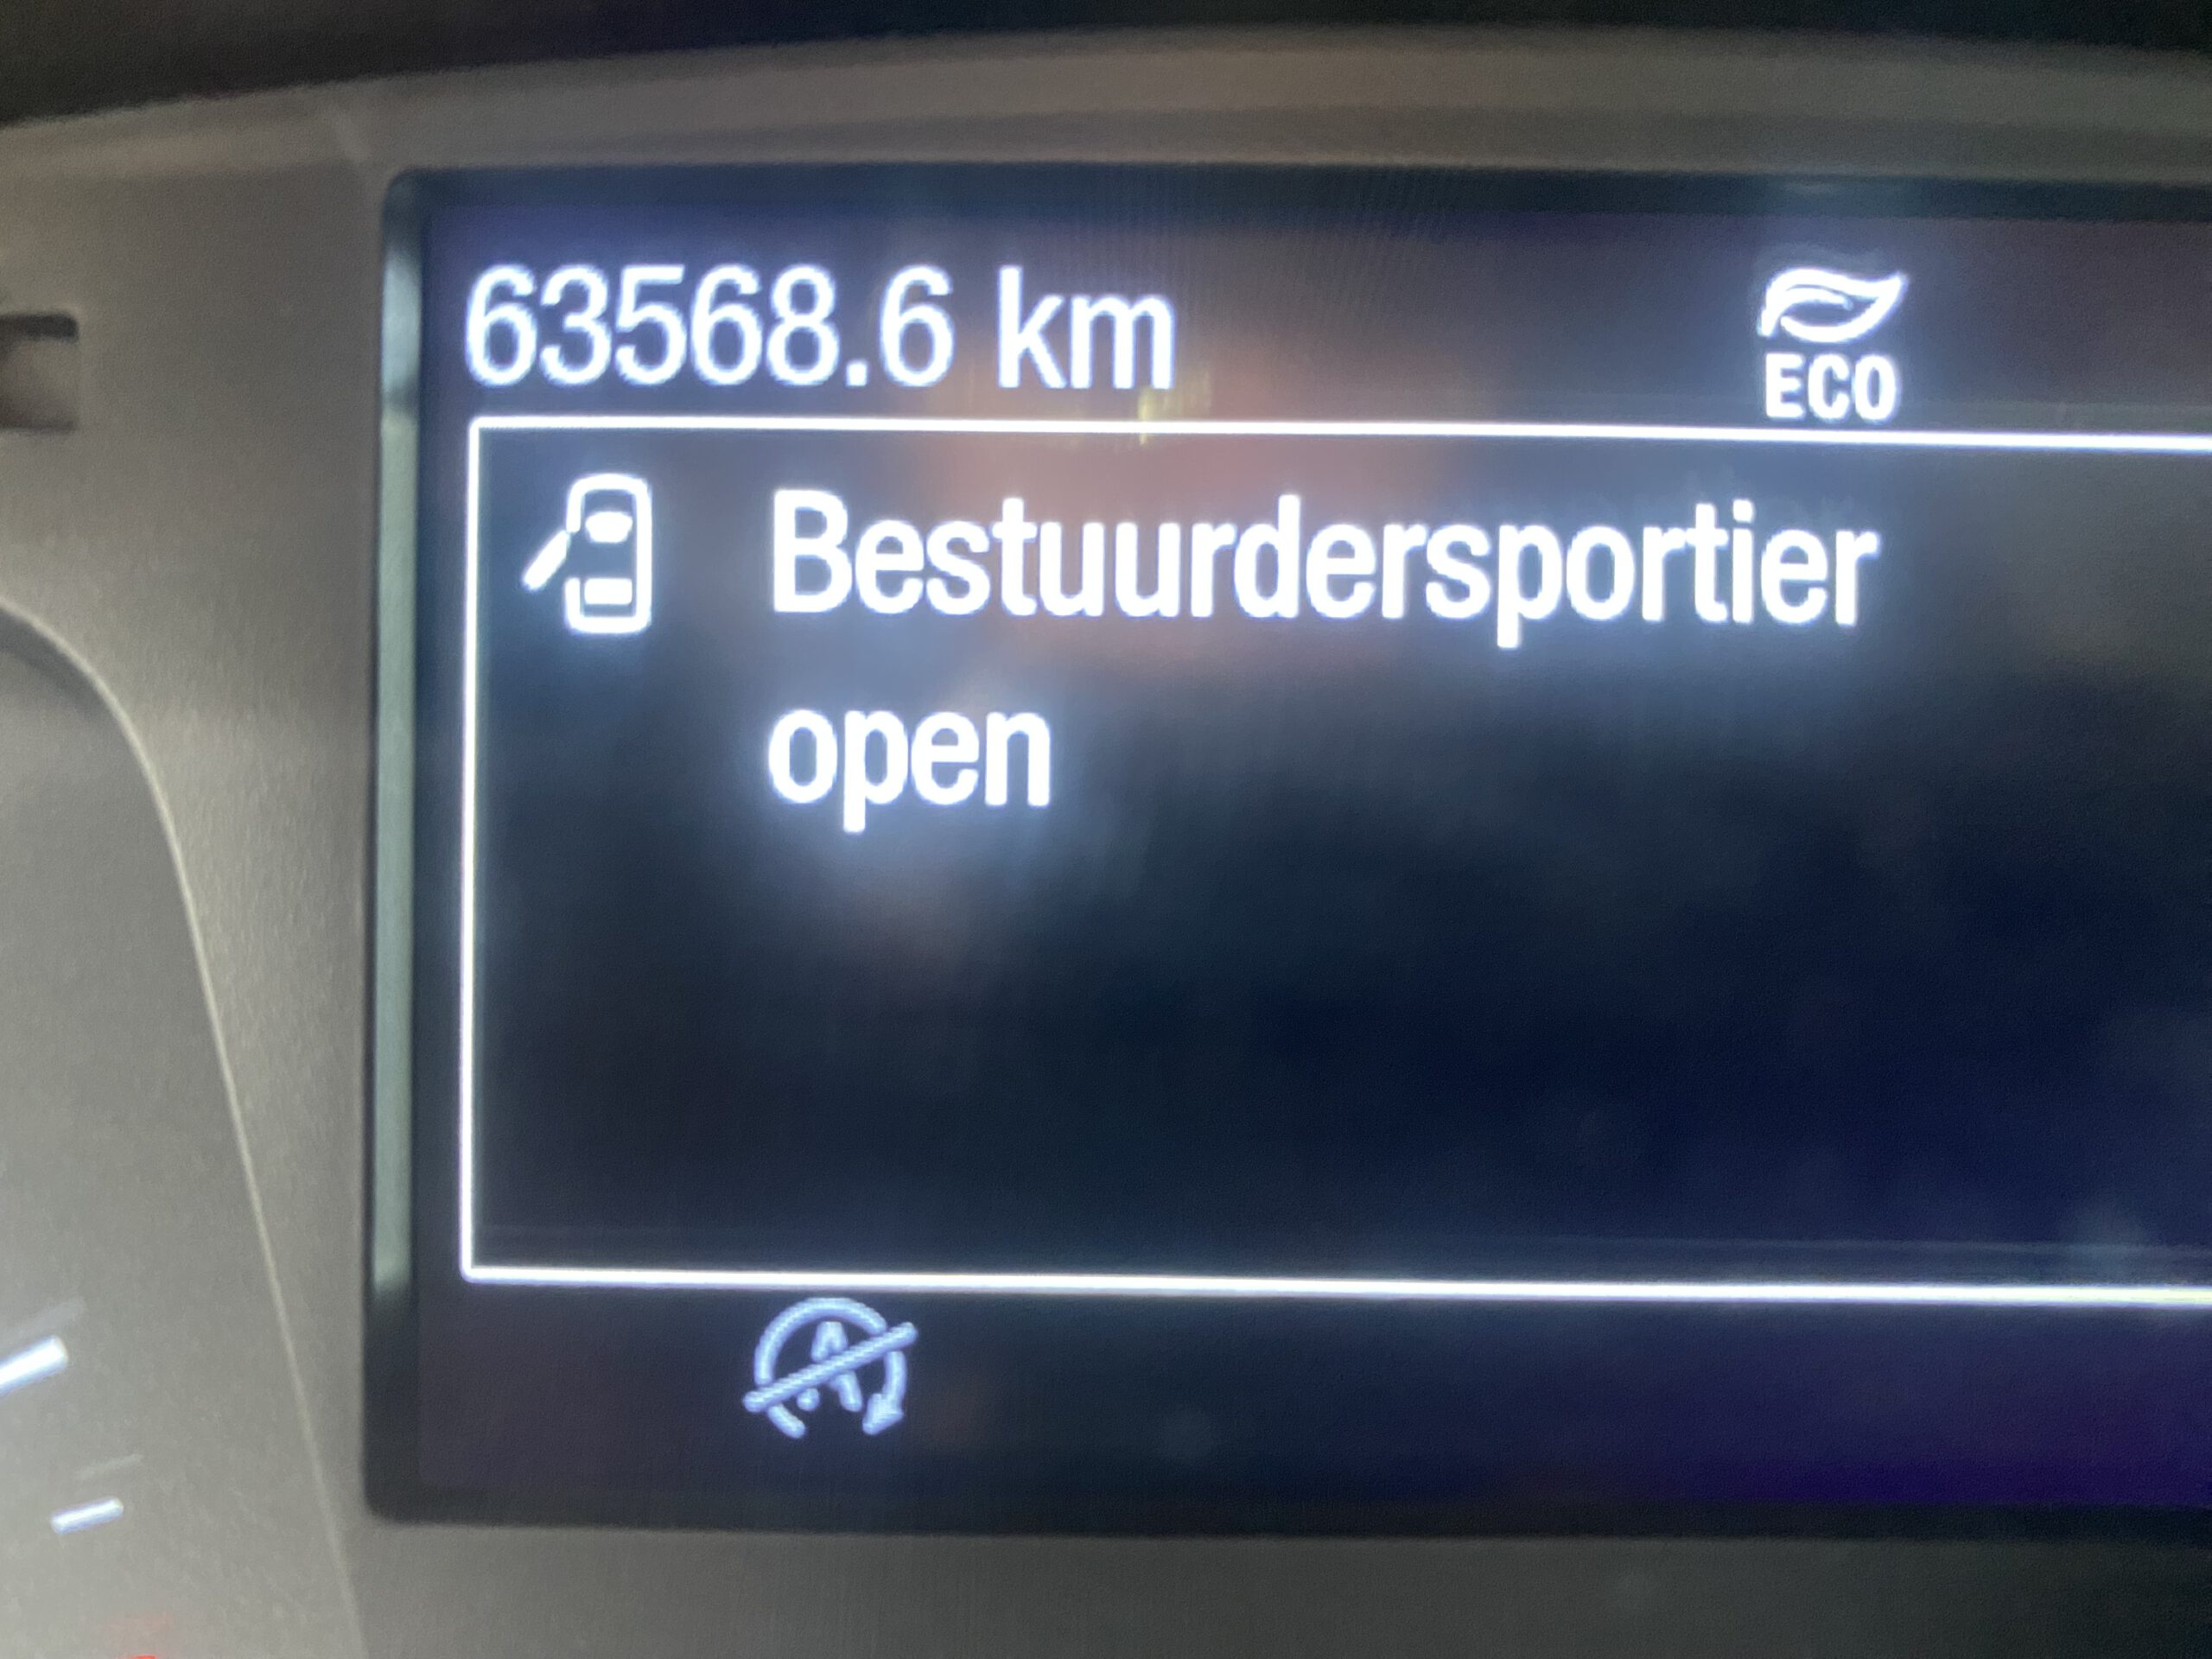 63568.6 km
ECO
Bestuurdersportier
open
A